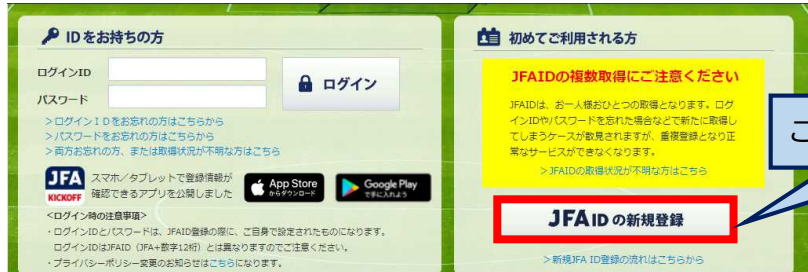 IDをお持ちの方
ログインID
パスワード
ログイン
>ログインIDをお忘れの方はこちらから
>パスワードをお忘れの方はこちらから
>両方お忘れの方、または取得状況が不明な方はこちら
JFA
KICKOFF
スマホ/タブレットで登録情報が
確認できるアプリを公開しました
App Store
からダウンロード
Google Play
で手に入れよう
<ログイン時の注意事項>
・ログインIDとパスワードは、JFAID登録の際に、ご自身で設定されたものになります。
ログインIDはJFAID（JFA+数字12桁）とは異なりますのでご注意ください。
・プライバシーポリシー変更のお知らせはこちらになります。
初めてご利用される方
JFAIDの複数取得にご注意ください
JFAIDは、お一人様おひとつの取得となります。ログ
インIDやパスワードを忘れた場合などで新たに取得し
てしまうケースが散見されますが、重複登録となり正
常なサービスができなくなります。
>JFAIDの取得状況が不明な方はこちら
JFAIDの新規登録
>新規JFA ID登録の流れはこちらから
こ